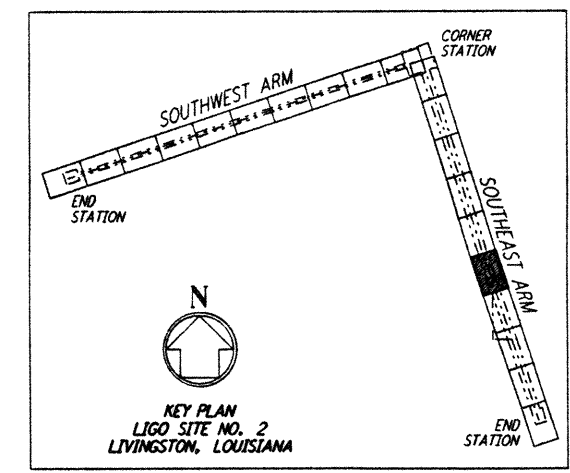 CORNER
STATION
SOUTHWEST ARM
END
STATION
SOUTHEAST ARM
N
KEY PLAN
LIGO SITE NO. 2
LIVINGSTON, LOUISIANA
END
STATION